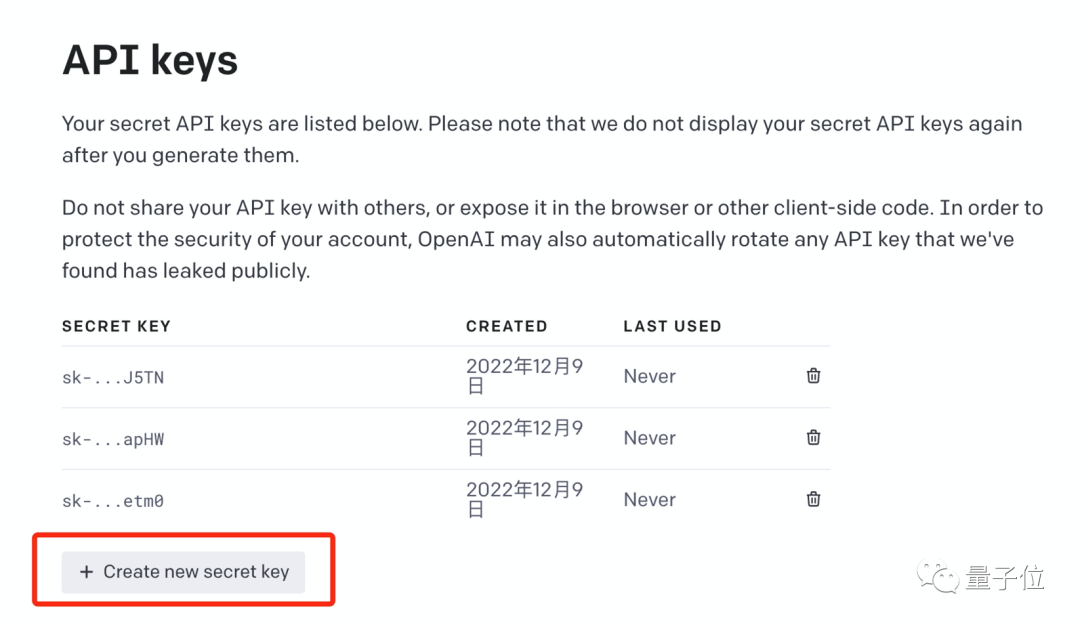 API keys
Your secret API keys are listed below. Please note that we do not display your secret API keys again
after you generate them.
Do not share your API key with others, or expose it in the browser or other client-side code. In order to
protect the security of your account, OpenAI may also automatically rotate any API key that we've
found has leaked publicly.
SECRET KEY CREATED LAST USED
sk-...J5TN 2022年12月9日 Never
sk-...apHW 2022年12月9日 Never
sk-...etm0 2022年12月9日 Never
+ Create new secret key
量子位